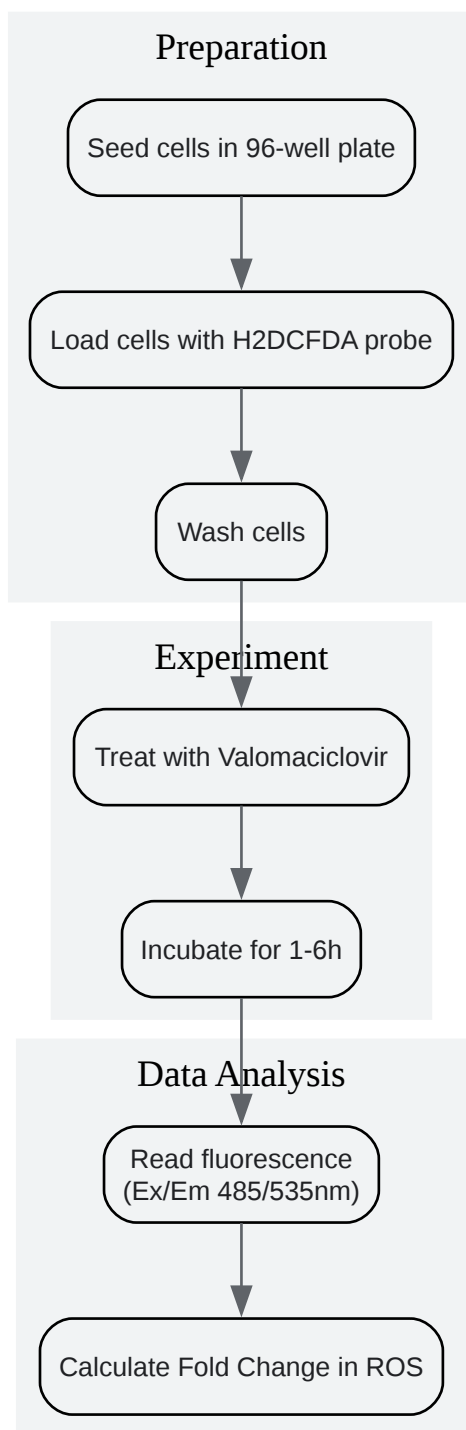 Preparation
Seed cells in 96-well plate
Load cells with H2DCFDA probe
Wash cells
Experiment
Treat with Valomaciclovir
Incubate for 1-6h
Data Analysis
Read fluorescence
(Ex/Em 485/535nm)
Calculate Fold Change in ROS